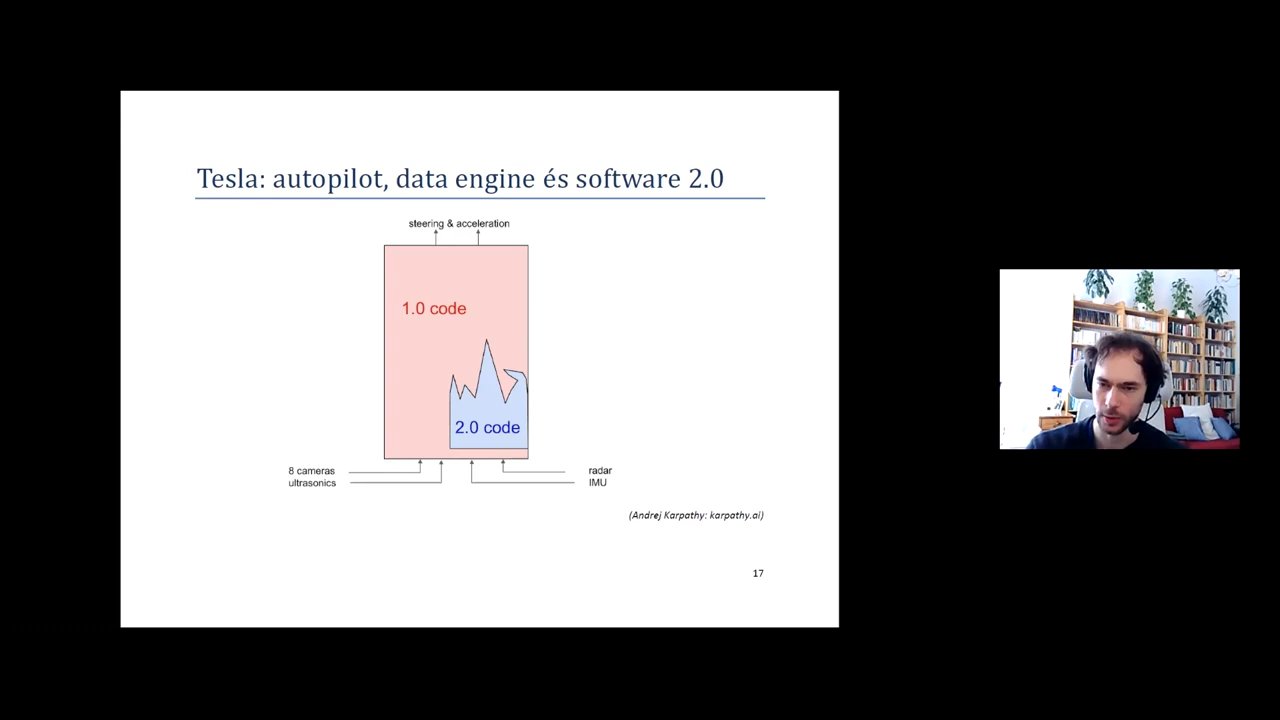 Tesla: autopilot, data engine és software 2.0
steering & acceleration
1.0 code
2.0 code
8 cameras
ultrasonics
radar
IMU
(Andrej Karpathy: karpathy.ai)
17